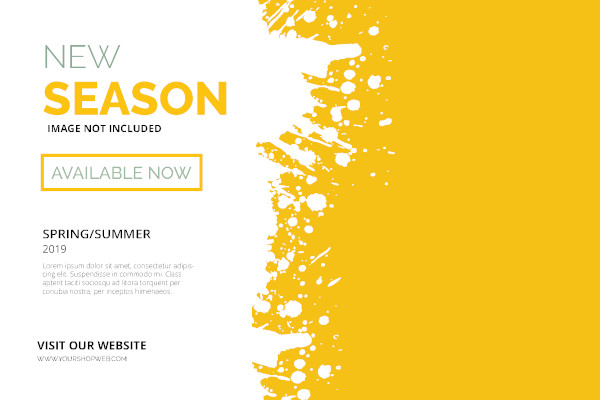 NEW
SEASON
IMAGE NOT INCLUDED
AVAILABLE NOW
SPRING/SUMMER
2019
Lorem ipsum dolor sit amet, consectetur adipis-
cing elit. Suspendisse in commodo mi. Class
aptent taciti sociosqu ad litora torquent per
conubia nostra, per inceptos himenaeos.
VISIT OUR WEBSITE
WWW.YOURSHOPWEB.COM